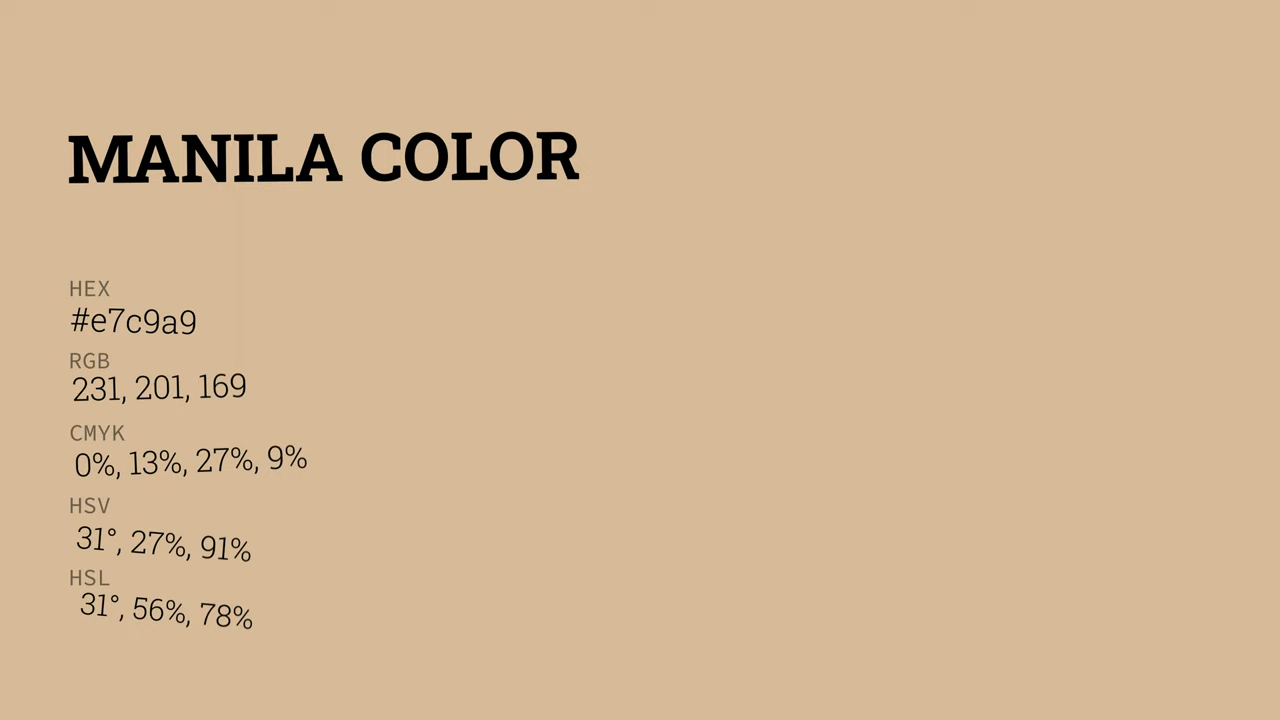 MANILA COLOR
HEX
#e7c9a9
RGB
231, 201, 169
CMYK
0%, 13%, 27%, 9%
HSV
31°, 27%, 91%
HSL
31°, 56%, 78%